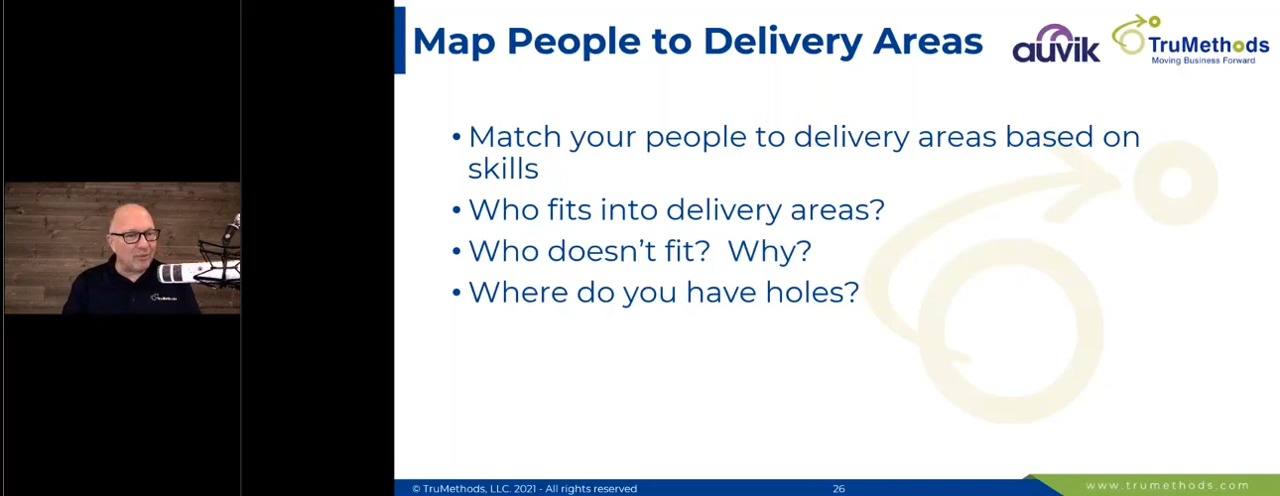 Map People to Delivery Areas
auvik
TruMethods
Moving Business Forward
• Match your people to delivery areas based on
skills
• Who fits into delivery areas?
• Who doesn’t fit? Why?
• Where do you have holes?
TruMethods
© TruMethods, LLC. 2021 - All rights reserved
26
www.trumethods.com